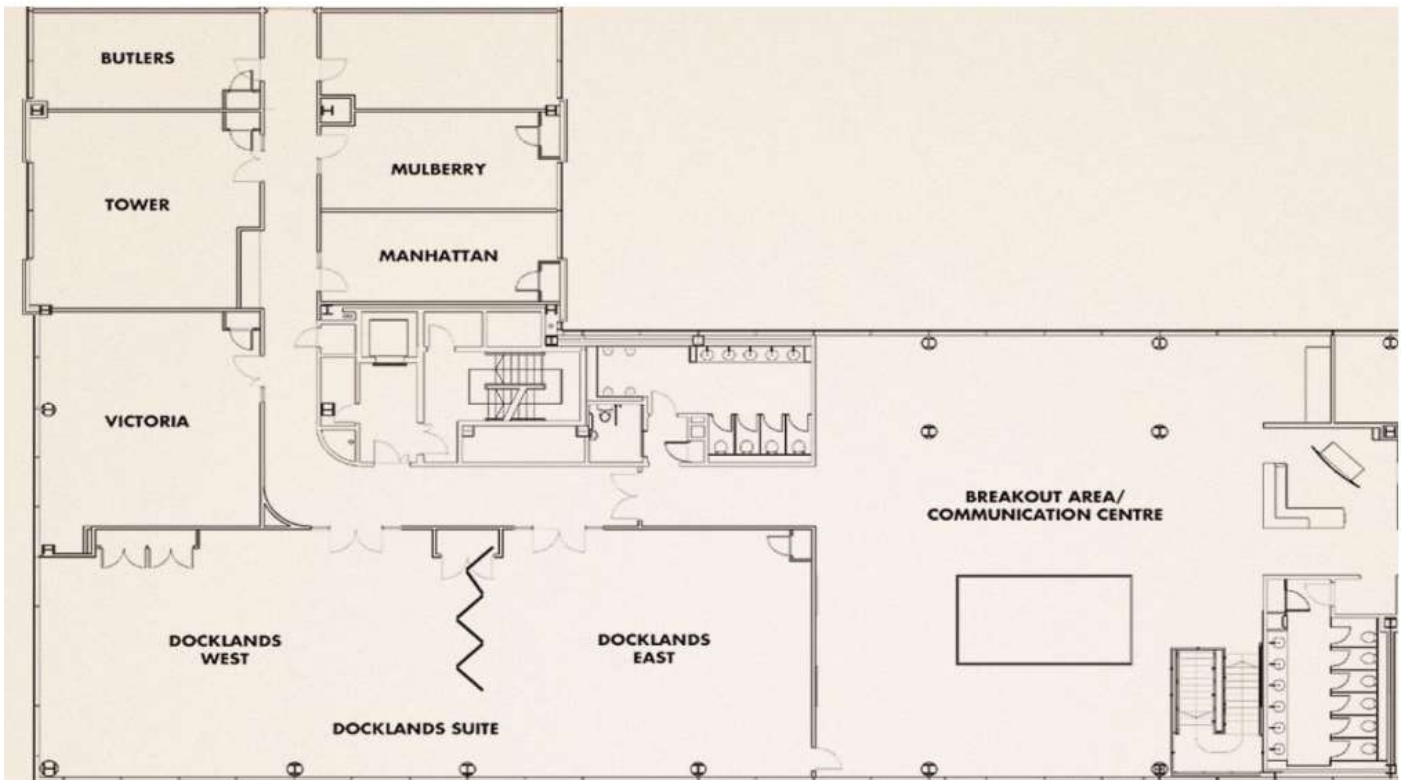 BUTLERS
MULBERRY
TOWER
MANHATTAN
VICTORIA
BREAKOUT AREA/
COMMUNICATION CENTRE
DOCKLANDS
WEST
DOCKLANDS
EAST
DOCKLANDS SUITE